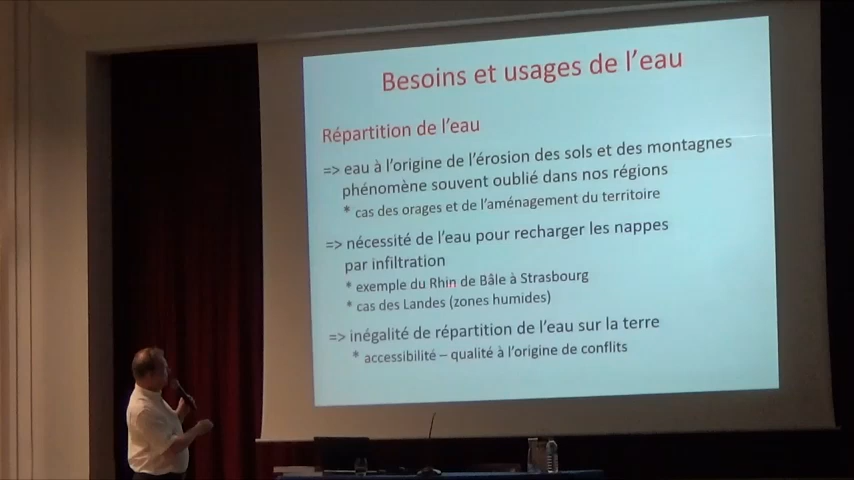 Besoins et usages de l'eau
Répartition de l'eau
=> eau à l'origine de l'érosion des sols et des montagnes
phénomène souvent oublié dans nos régions
* cas des orages et de l'aménagement du territoire
=> nécessité de l'eau pour recharger les nappes
par infiltration
* exemple du Rhin de Bâle à Strasbourg
* cas des Landes (zones humides)
=> inégalité de répartition de l'eau sur la terre
* accessibilité – qualité à l'origine de conflits